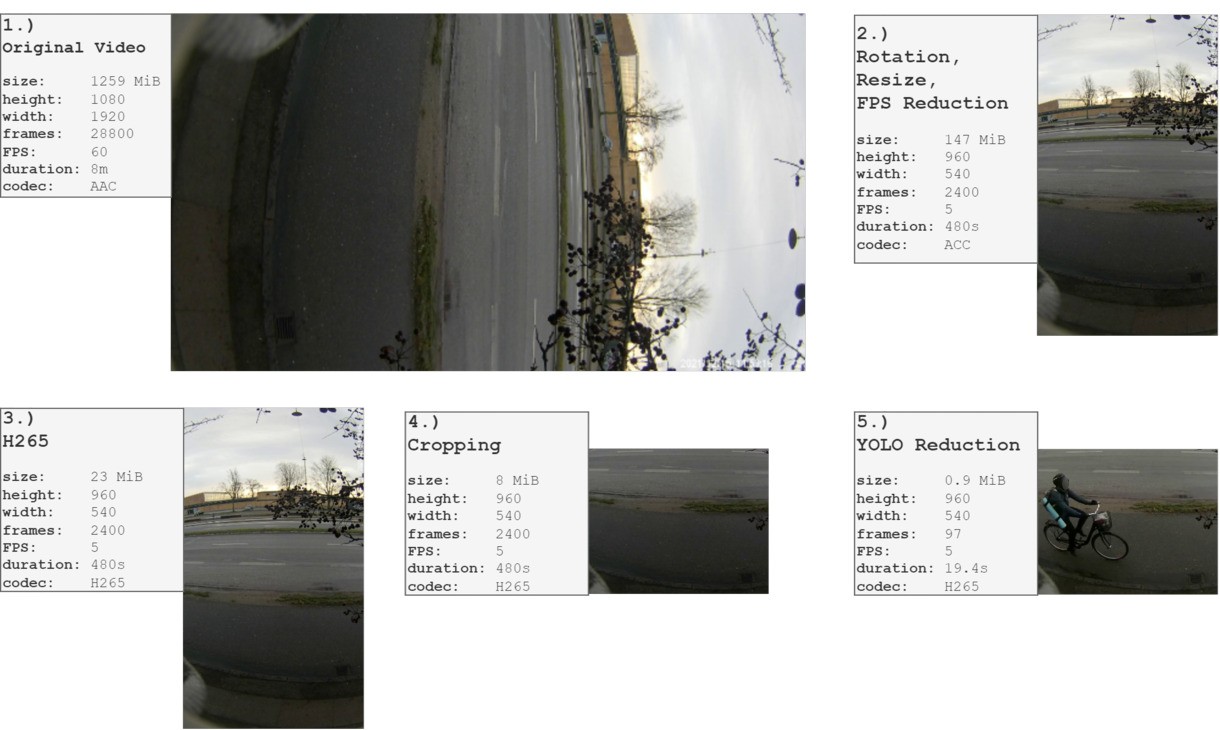 1.)
Original Video
size: 1259 MiB
height: 1080
width: 1920
frames: 28800
FPS: 60
duration: 8m
codec: AAC
2.)
Rotation,
Resize,
FPS Reduction
size: 147 MiB
height: 960
width: 540
frames: 2400
FPS: 5
duration: 480s
codec: ACC
3.)
H265
size: 23 MiB
height: 960
width: 540
frames: 2400
FPS: 5
duration: 480s
codec: H265
4.)
Cropping
size: 8 MiB
height: 960
width: 540
frames: 2400
FPS: 5
duration: 480s
codec: H265
5.)
YOLO Reduction
size: 0.9 MiB
height: 960
width: 540
frames: 97
FPS: 5
duration: 19.4s
codec: H265